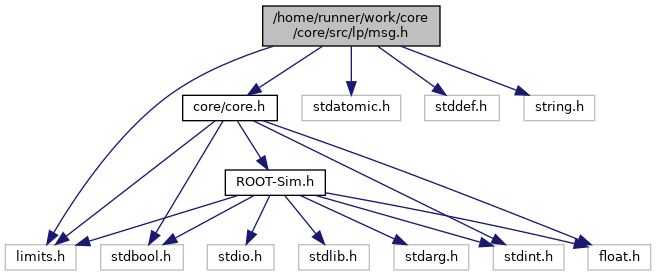 /home/runner/work/core
/core/src/lp/msg.h
core/core.h
stdatomic.h
stddef.h
string.h
ROOT-Sim.h
limits.h
stdbool.h
stdio.h
stdlib.h
stdarg.h
stdint.h
float.h